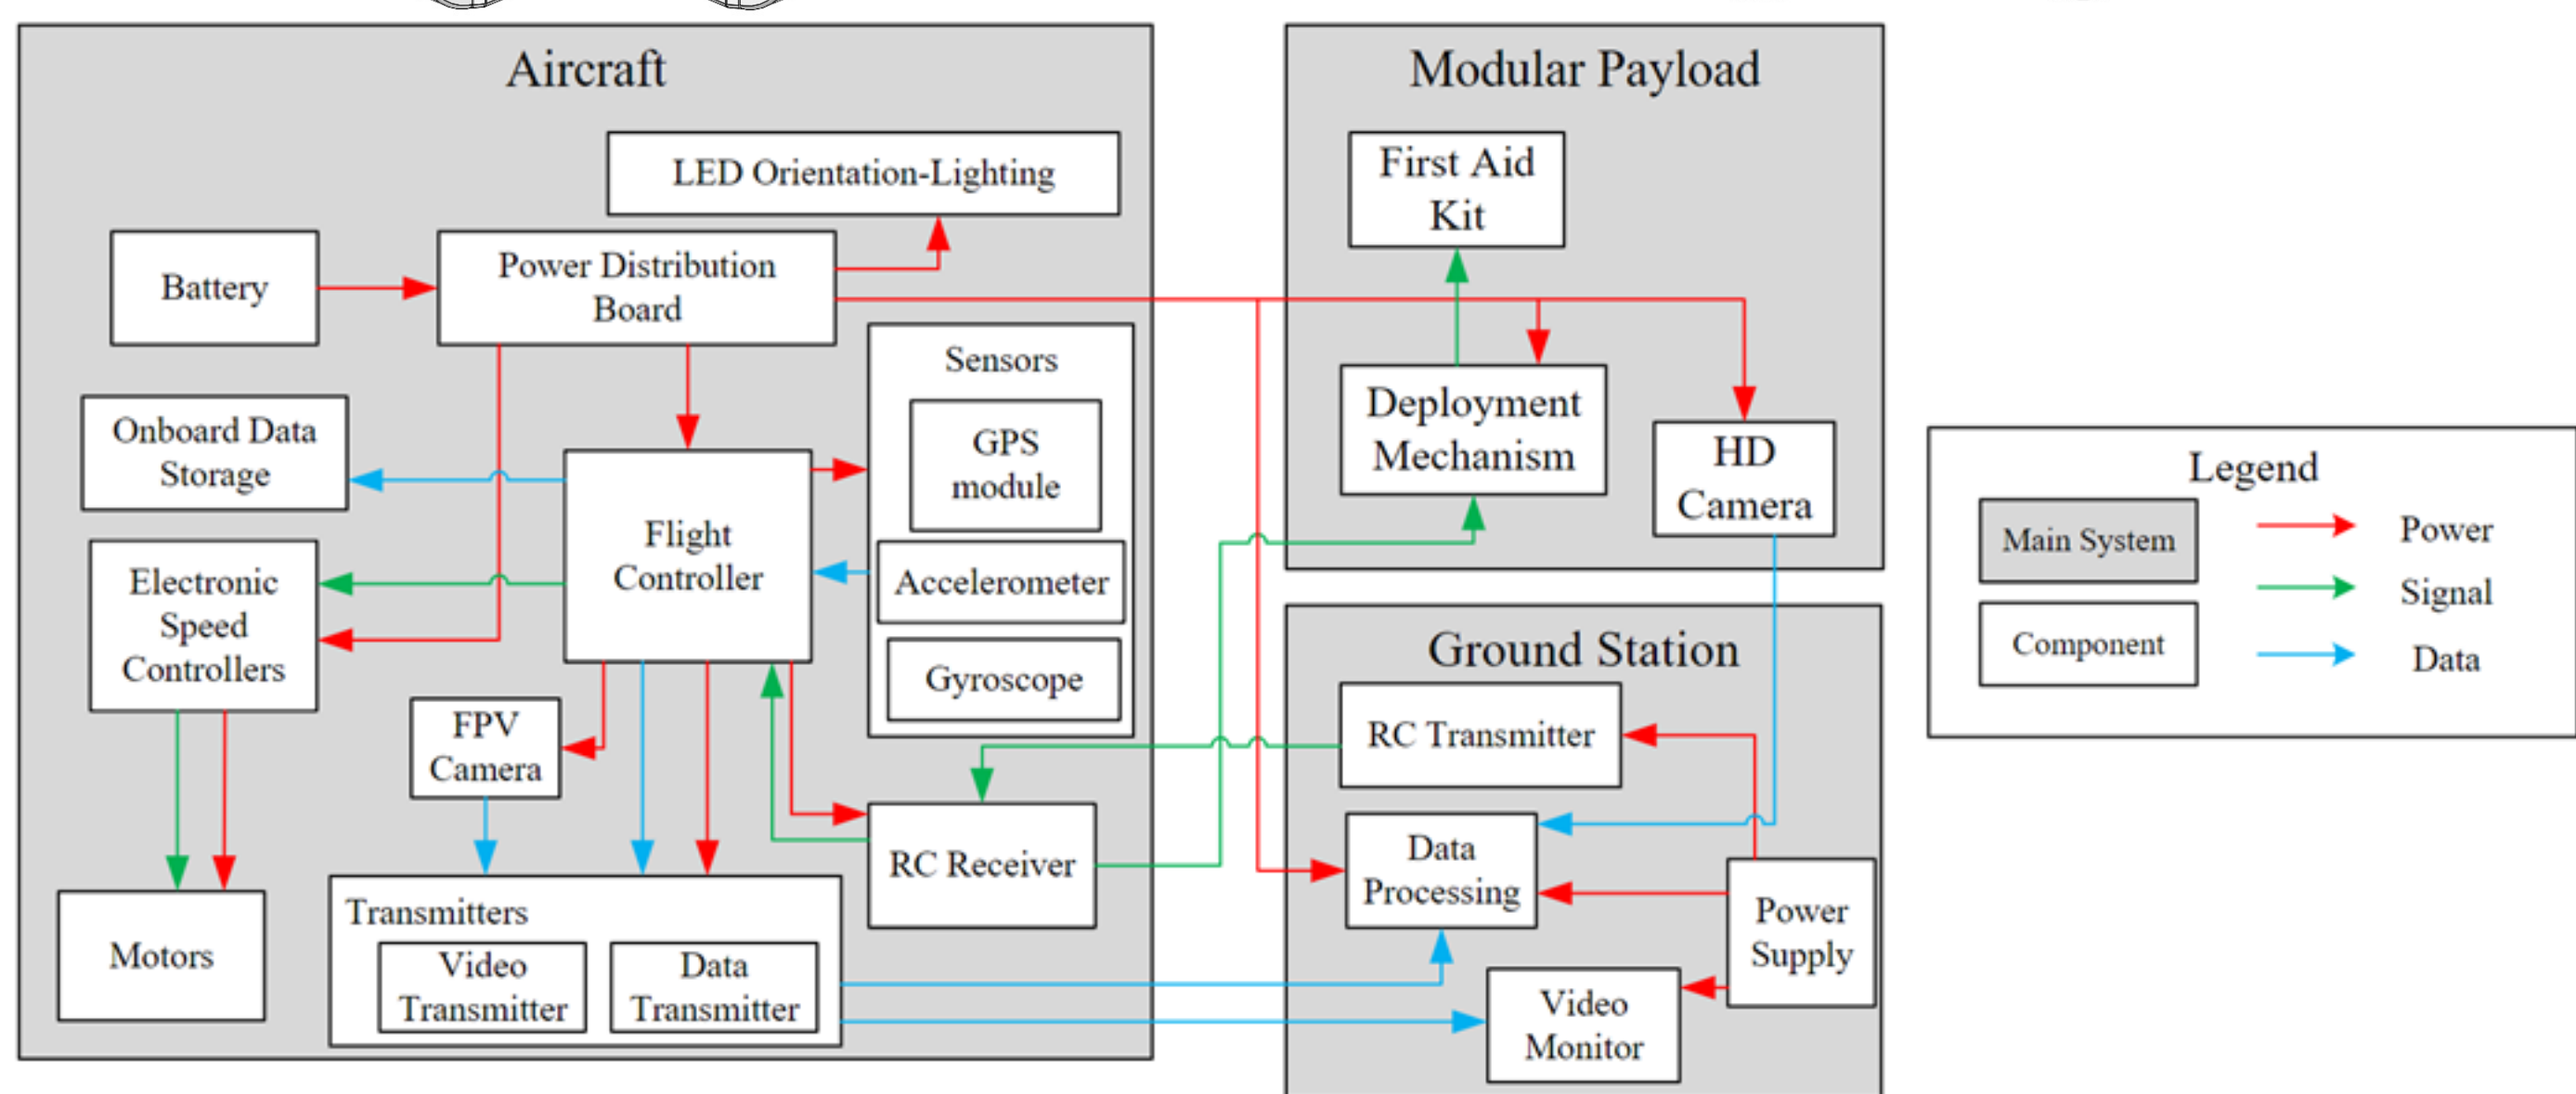 Aircraft
LED Orientation-Lighting
Battery
Power Distribution
Board
Sensors
GPS
module
Accelerometer
Gyroscope
Onboard Data
Storage
Flight
Controller
Electronic
Speed
Controllers
FPV
Camera
RC Receiver
Motors
Transmitters
Video
Transmitter
Data
Transmitter
Modular Payload
First Aid
Kit
Deployment
Mechanism
HD
Camera
Ground Station
RC Transmitter
Data
Processing
Power
Supply
Video
Monitor
Legend
Main System
Component
Power
Signal
Data